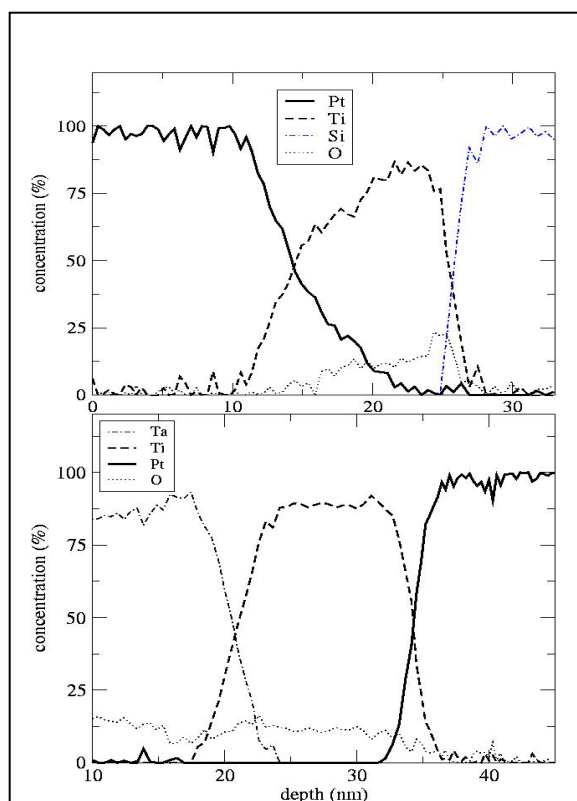 Pt
Ti
Si
O
100
75
50
25
0
concentration (%)
0 10 20 30
Ta
Ti
Pt
O
100
75
50
25
0
concentration (%)
10 20 30 40
depth (nm)